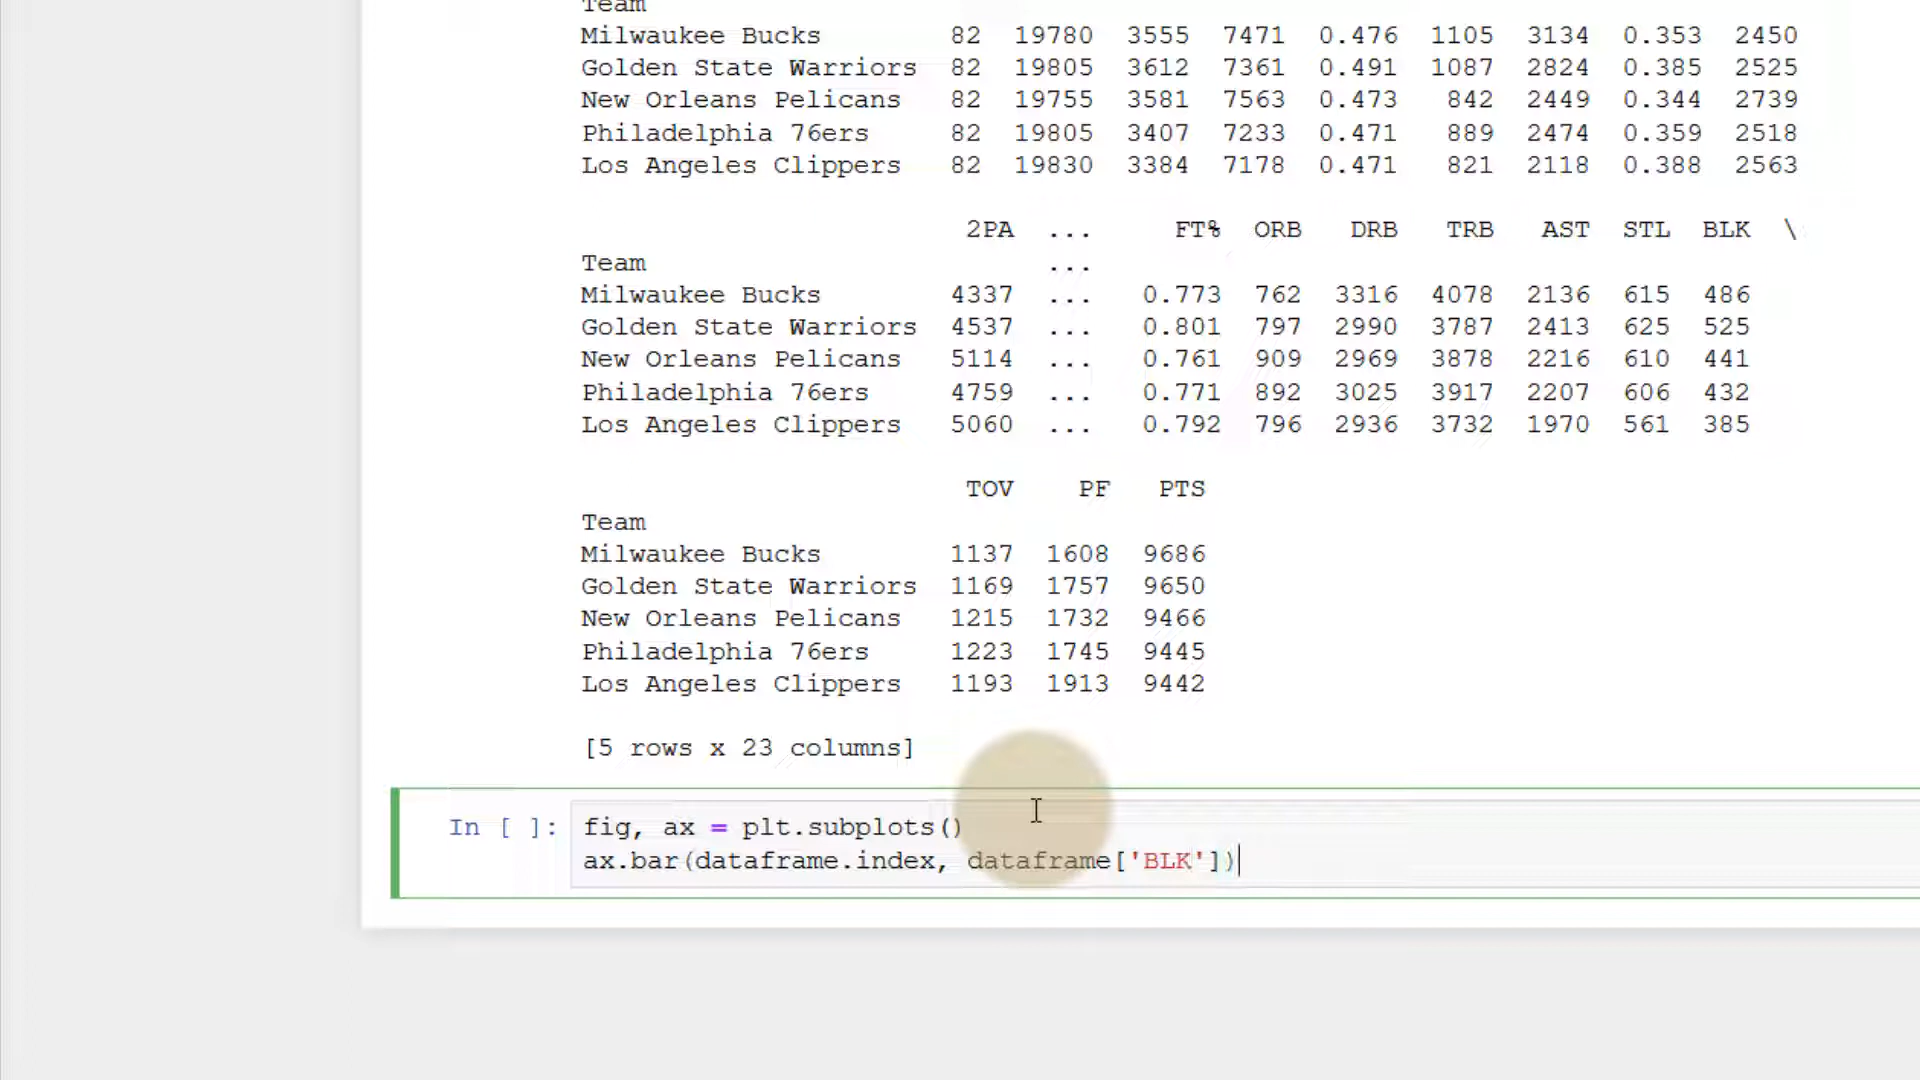 Team
Milwaukee Bucks 82 19780 3555 7471 0.476 1105 3134 0.353 2450
Golden State Warriors 82 19805 3612 7361 0.491 1087 2824 0.385 2525
New Orleans Pelicans 82 19755 3581 7563 0.473 842 2449 0.344 2739
Philadelphia 76ers 82 19805 3407 7233 0.471 889 2474 0.359 2518
Los Angeles Clippers 82 19830 3384 7178 0.471 821 2118 0.388 2563
2PA ... FT% ORB DRB TRB AST STL BLK \
Team ...
Milwaukee Bucks 4337 ... 0.773 762 3316 4078 2136 615 486
Golden State Warriors 4537 ... 0.801 797 2990 3787 2413 625 525
New Orleans Pelicans 5114 ... 0.761 909 2969 3878 2216 610 441
Philadelphia 76ers 4759 ... 0.771 892 3025 3917 2207 606 432
Los Angeles Clippers 5060 ... 0.792 796 2936 3732 1970 561 385
TOV PF PTS
Team
Milwaukee Bucks 1137 1608 9686
Golden State Warriors 1169 1757 9650
New Orleans Pelicans 1215 1732 9466
Philadelphia 76ers 1223 1745 9445
Los Angeles Clippers 1193 1913 9442
[5 rows x 23 columns]
In [ ]: fig, ax = plt.subplots()
ax.bar(dataframe.index, dataframe['BLK'])